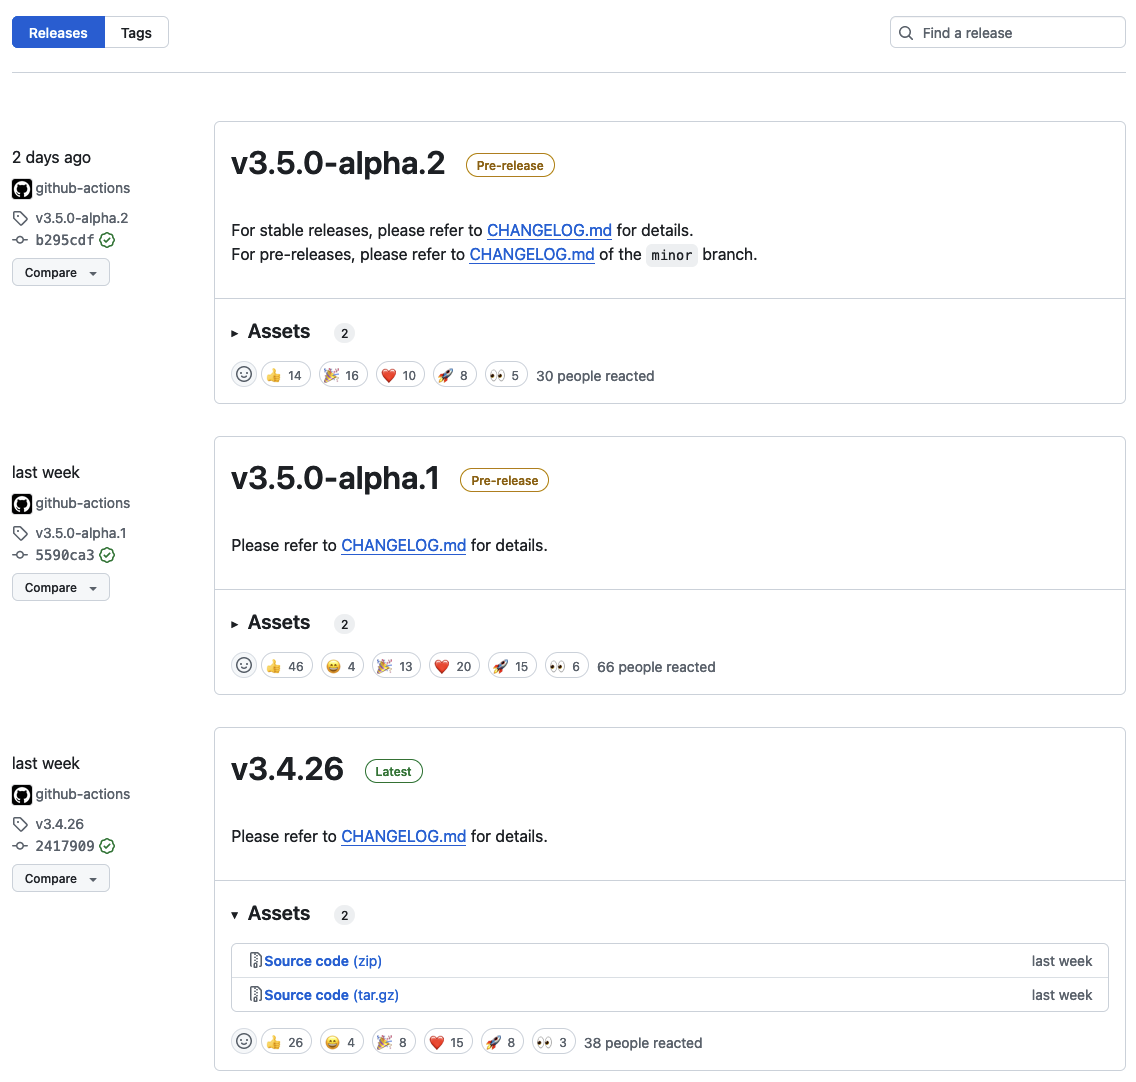 Releases Tags Find a release
2 days ago
github-actions
v3.5.0-alpha.2
b295cdf
Compare
v3.5.0-alpha.2 Pre-release
For stable releases, please refer to CHANGELOG.md for details.
For pre-releases, please refer to CHANGELOG.md of the minor branch.
Assets 2
👍 14 🎉 16 ❤️ 10 🚀 8 👀 5 30 people reacted
last week
github-actions
v3.5.0-alpha.1
5590ca3
Compare
v3.5.0-alpha.1 Pre-release
Please refer to CHANGELOG.md for details.
Assets 2
👍 46 😄 4 🎉 13 ❤️ 20 🚀 15 👀 6 66 people reacted
last week
github-actions
v3.4.26
2417909
Compare
v3.4.26 Latest
Please refer to CHANGELOG.md for details.
Assets 2
Source code (zip) last week
Source code (tar.gz) last week
👍 26 😄 4 🎉 8 ❤️ 15 🚀 8 👀 3 38 people reacted